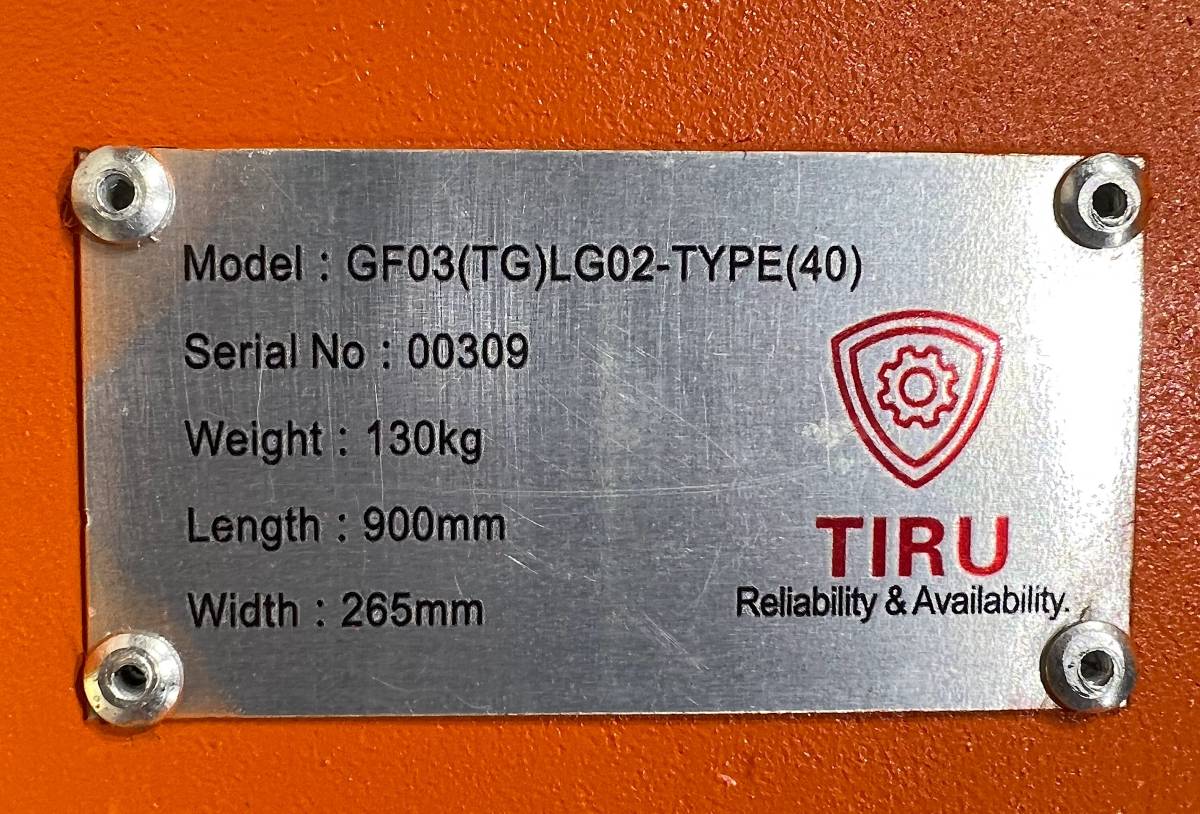 Model : GF03(TG)LG02-TYPE(40)
Serial No : 00309
Weight : 130kg
Length : 900mm
Width : 265mm
TIRU
Reliability & Availability.